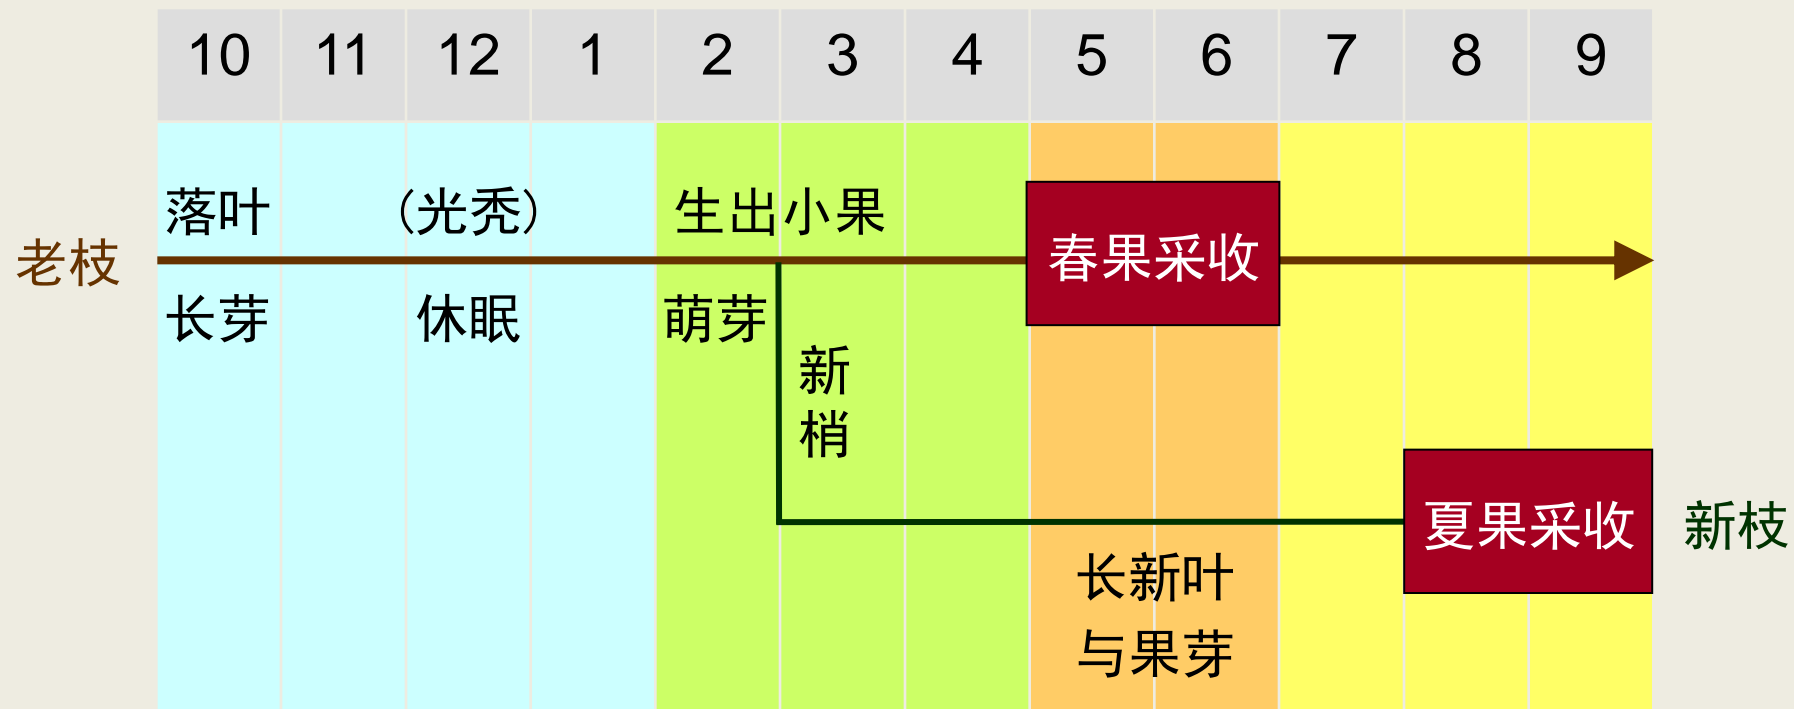 10 11 12 1 2 3 4 5 6 7 8 9
落叶 （光秃） 生出小果
老枝 春果采收
长芽 休眠 萌芽
新
梢
夏果采收 新枝
长新叶
与果芽